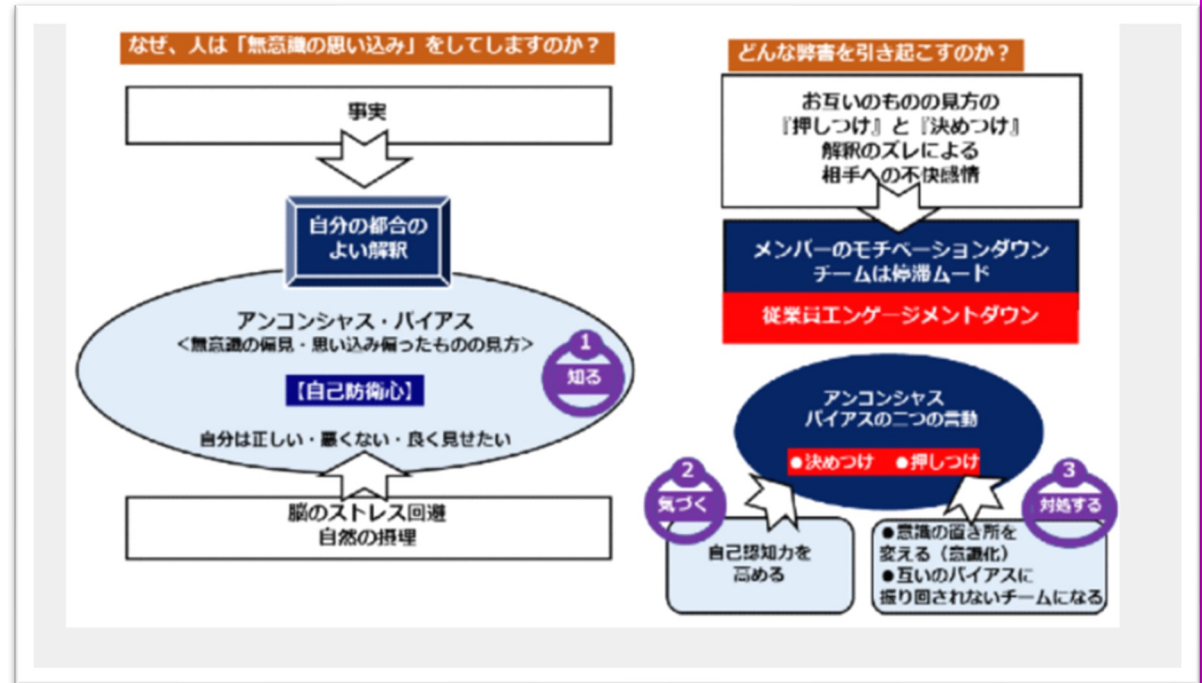 なぜ、人は「無意識の思い込み」をしてしますのか？
事実
自分の都合の
よい解釈
アンコンシャス・バイアス
<無意識の偏見・思い込み偏ったものの見方>
【自己防衛心】
自分は正しい・悪くない・良く見せたい
1
知る
脳のストレス回避
自然の摂理
どんな弊害を引き起こすのか？
お互いのものの見方の
『押しつけ』と『決めつけ』
解釈のズレによる
相手への不快感情
メンバーのモチベーションダウン
チームは停滞ムード
従業員エンゲージメントダウン
アンコンシャス
バイアスの二つの言動
●決めつけ ●押しつけ
2
気づく
自己認知力を
高める
3
対処する
●意識の置き所を
変える（意識化）
●互いのバイアスに
振り回されないチームになる